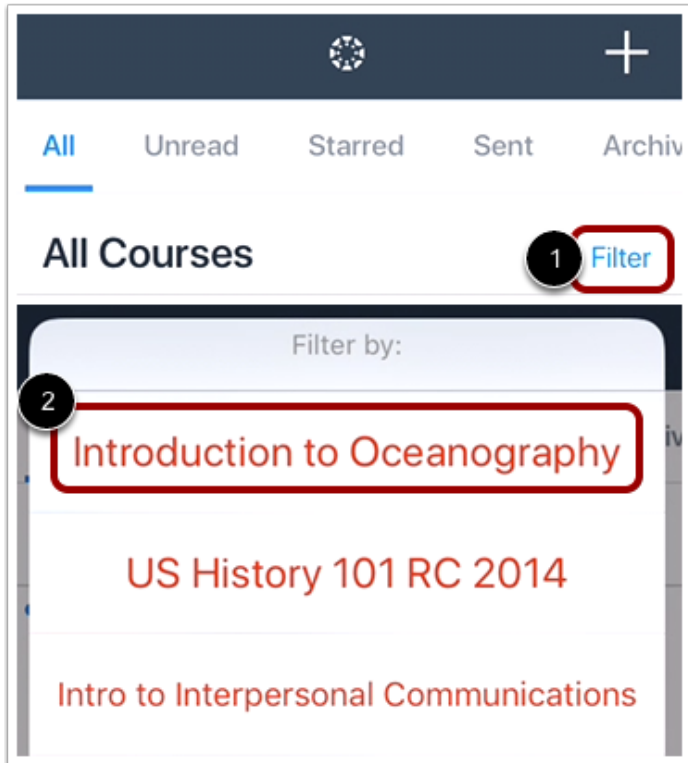 All Unread Starred Sent Archiv
All Courses 1 Filter
Filter by:
2
Introduction to Oceanography
US History 101 RC 2014
Intro to Interpersonal Communications